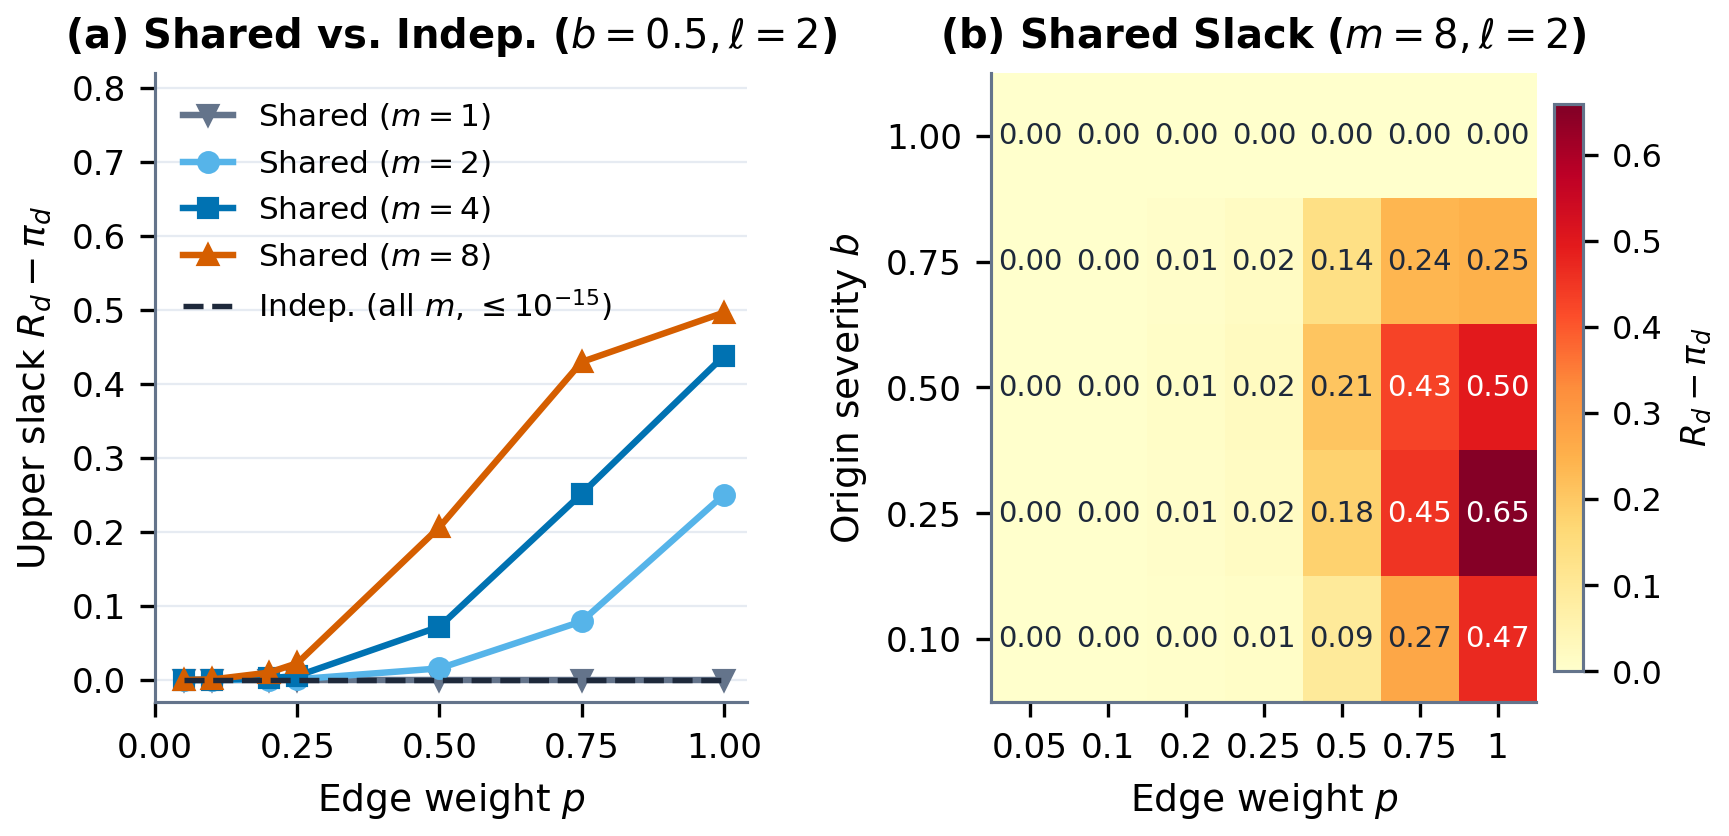 (a) Shared vs. Indep. (b = 0.5, ℓ = 2)
Upper slack R_d − π_d
0.8
0.7
0.6
0.5
0.4
0.3
0.2
0.1
0.0
Shared (m = 1)
Shared (m = 2)
Shared (m = 4)
Shared (m = 8)
Indep. (all m, ≤ 10⁻¹⁵)
0.00 0.25 0.50 0.75 1.00
Edge weight p
(b) Shared Slack (m = 8, ℓ = 2)
Origin severity b
1.00 0.00 0.00 0.00 0.00 0.00 0.00 0.00
0.75 0.00 0.00 0.01 0.02 0.14 0.24 0.25
0.50 0.00 0.00 0.01 0.02 0.21 0.43 0.50
0.25 0.00 0.00 0.01 0.02 0.18 0.45 0.65
0.10 0.00 0.00 0.00 0.01 0.09 0.27 0.47
0.05 0.1 0.2 0.25 0.5 0.75 1
Edge weight p
0.6
0.5
0.4
0.3
0.2
0.1
0.0
R_d − π_d